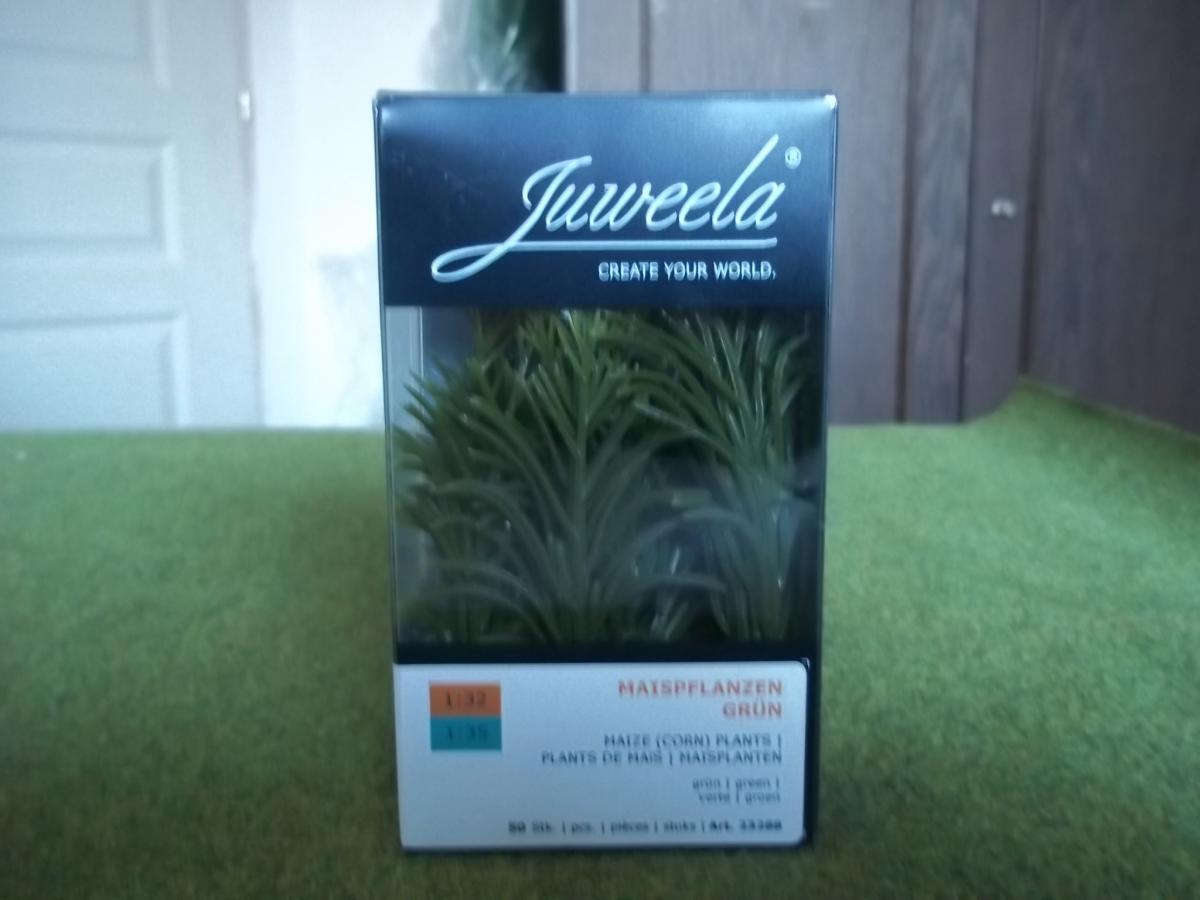 Juweela®
CREATE YOUR WORLD.
1:32
1:35
MAISPFLANZEN
GRÜN
MAIZE (CORN) PLANTS |
PLANTS DE MAIS | MAISPLANTEN
grün | green |
verte | groen
50 Stk. | pcs. | pièces | stuks | Art.